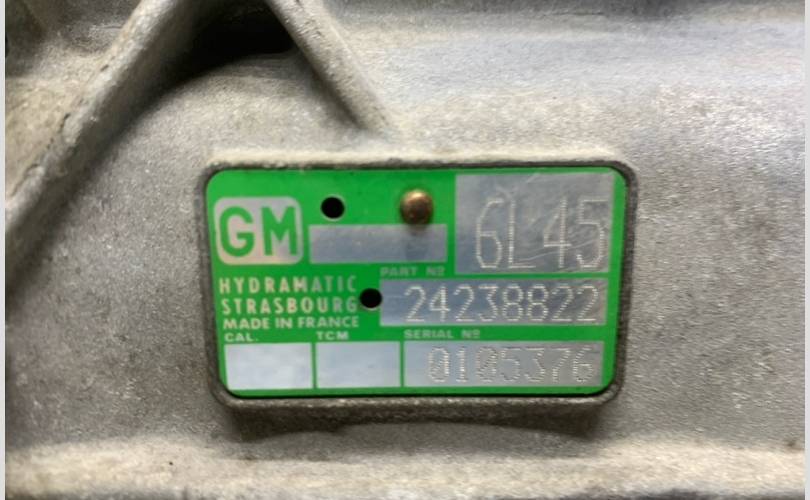 GM
6L45
PART Nº
HYDRAMATIC
STRASBOURG
24238822
MADE IN FRANCE
CAL.
TCM
SERIAL Nº
0105376